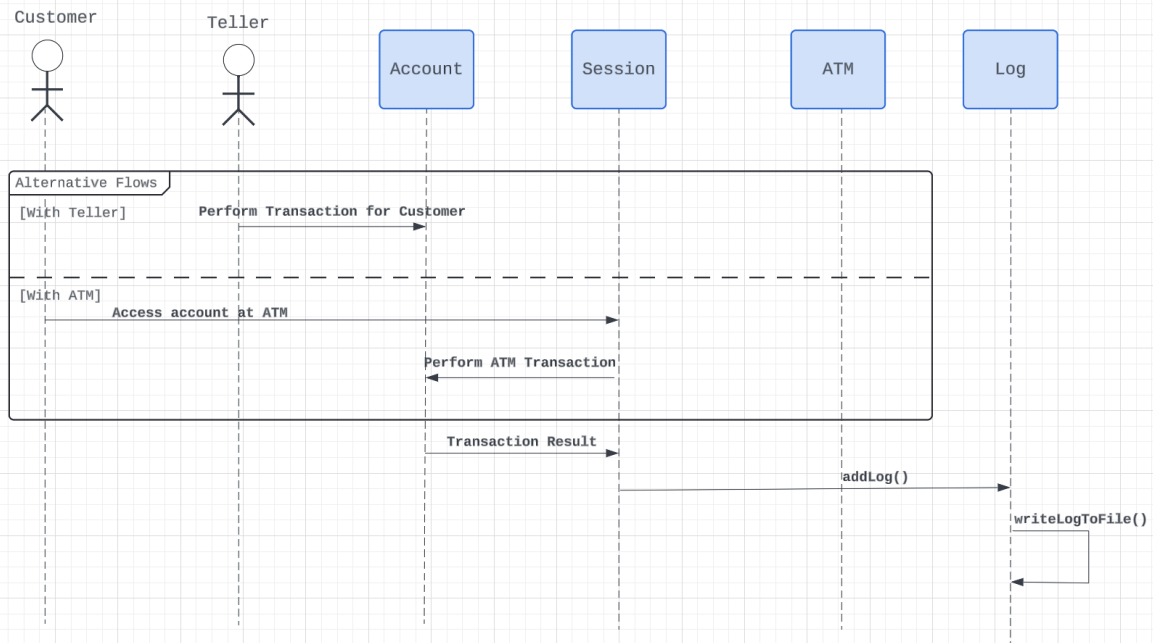 Customer
Teller
Account
Session
ATM
Log
Alternative Flows
[With Teller]
Perform Transaction for Customer
[With ATM]
Access account at ATM
Perform ATM Transaction
Transaction Result
addLog()
writeLogToFile()